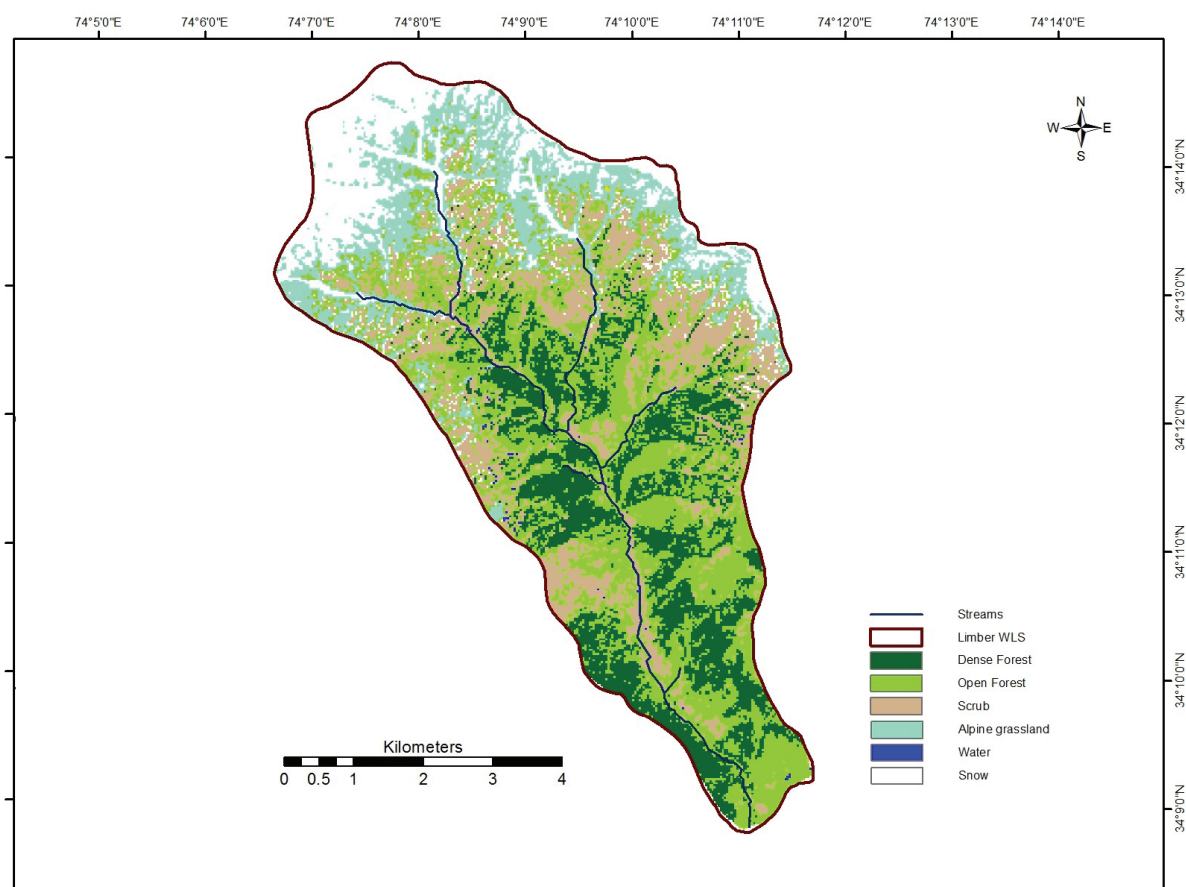 74°5'0"E 74°6'0"E 74°7'0"E 74°8'0"E 74°9'0"E 74°10'0"E 74°11'0"E 74°12'0"E 74°13'0"E 74°14'0"E
N
W E
S
34°14'0"N
34°13'0"N
34°12'0"N
34°11'0"N
34°10'0"N
34°9'0"N
Streams
Limber WLS
Dense Forest
Open Forest
Scrub
Alpine grassland
Water
Snow
Kilometers
0 0.5 1 2 3 4